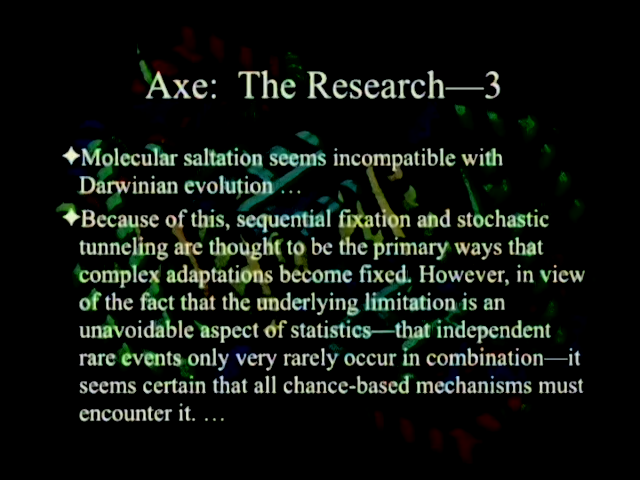 Axe: The Research—3
✦Molecular saltation seems incompatible with
Darwinian evolution …
✦Because of this, sequential fixation and stochastic
tunneling are thought to be the primary ways that
complex adaptations become fixed. However, in view
of the fact that the underlying limitation is an
unavoidable aspect of statistics—that independent
rare events only very rarely occur in combination—it
seems certain that all chance-based mechanisms must
encounter it. …